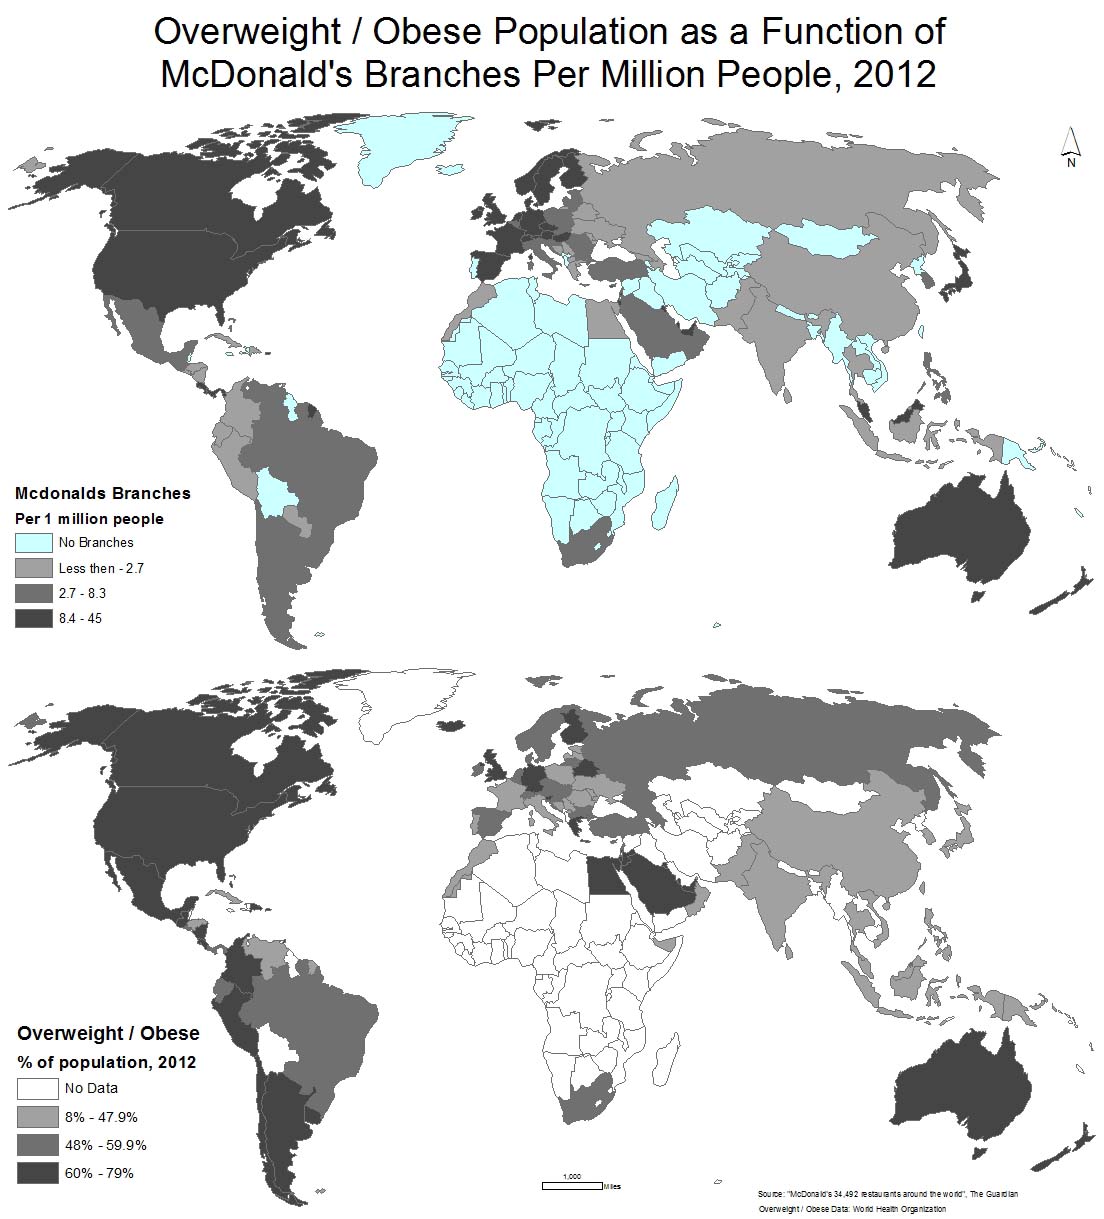 Overweight / Obese Population as a Function of
McDonald's Branches Per Million People, 2012
N
Mcdonalds Branches
Per 1 million people
No Branches
Less then - 2.7
2.7 - 8.3
8.4 - 45
Overweight / Obese
% of population, 2012
No Data
8% - 47.9%
48% - 59.9%
60% - 79%
1,000
Miles
Source: "McDonald's 34,492 restaurants around the world", The Guardian
Overweight / Obese Data: World Health Organization